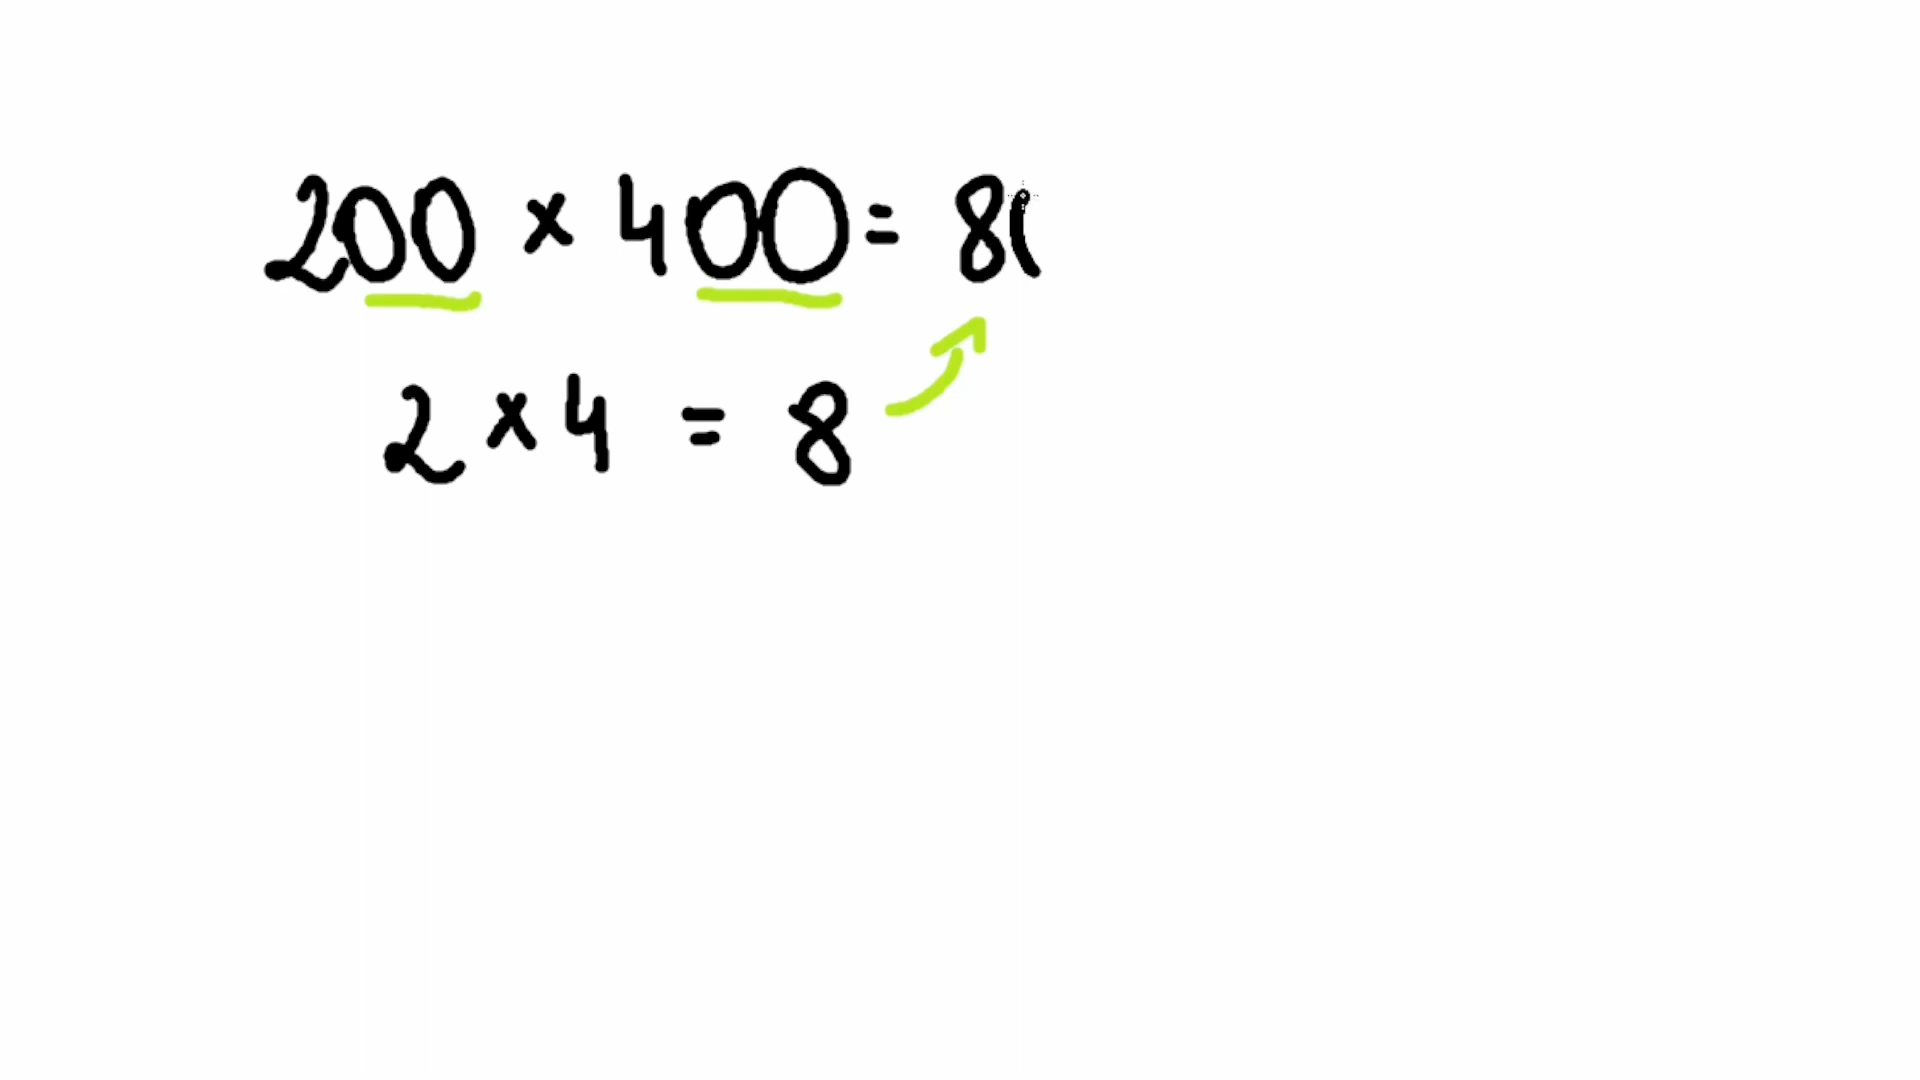 200 × 400 = 8(
2 × 4 = 8